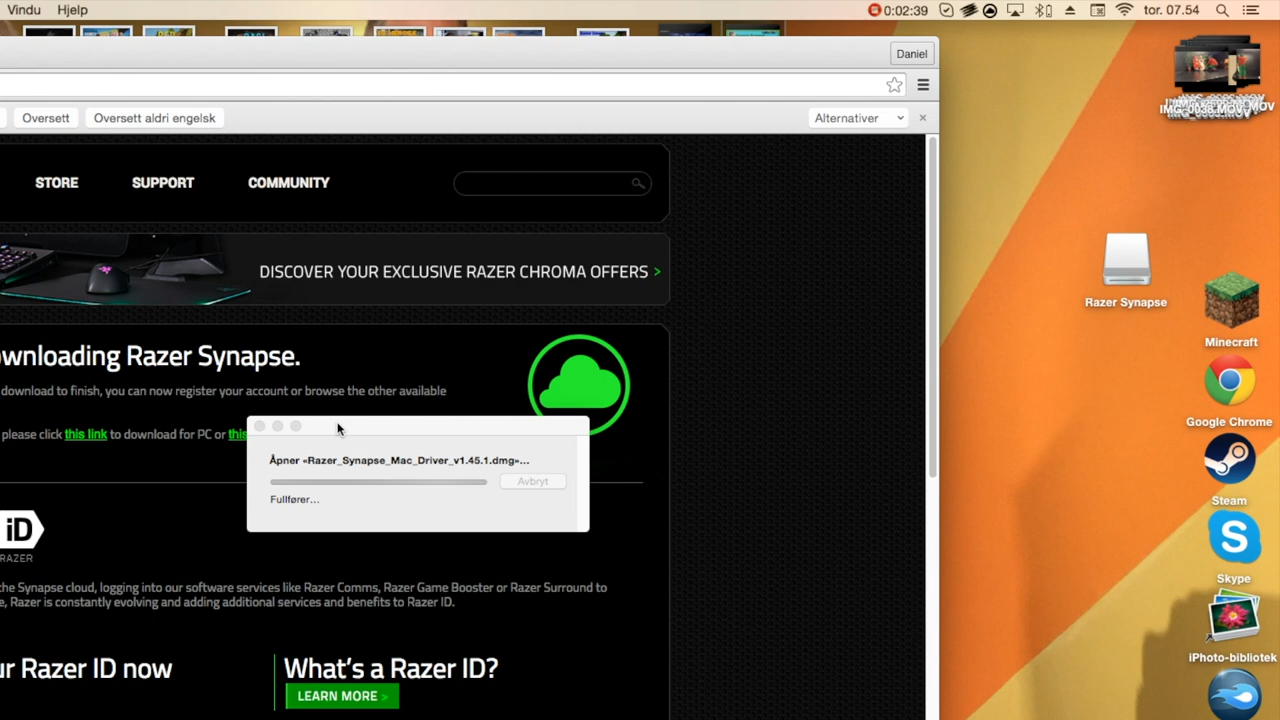 Vindu Hjelp
0:02:39
tor. 07.54
Daniel
Oversett
Oversett aldri engelsk
Alternativer
STORE
SUPPORT
COMMUNITY
DISCOVER YOUR EXCLUSIVE RAZER CHROMA OFFERS >
wnloading Razer Synapse.
download to finish, you can now register your account or browse the other available
please click this link to download for PC or this
Åpner «Razer_Synapse_Mac_Driver_v1.45.1.dmg»...
Avbryt
Fullfører...
iD
RAZER
the Synapse cloud, logging into our software services like Razer Comms, Razer Game Booster or Razer Surround to
e, Razer is constantly evolving and adding additional services and benefits to Razer ID.
ur Razer ID now
What's a Razer ID?
LEARN MORE >
IMG_0038.MOV
Razer Synapse
Minecraft
Google Chrome
Steam
S
Skype
iPhoto-bibliotek